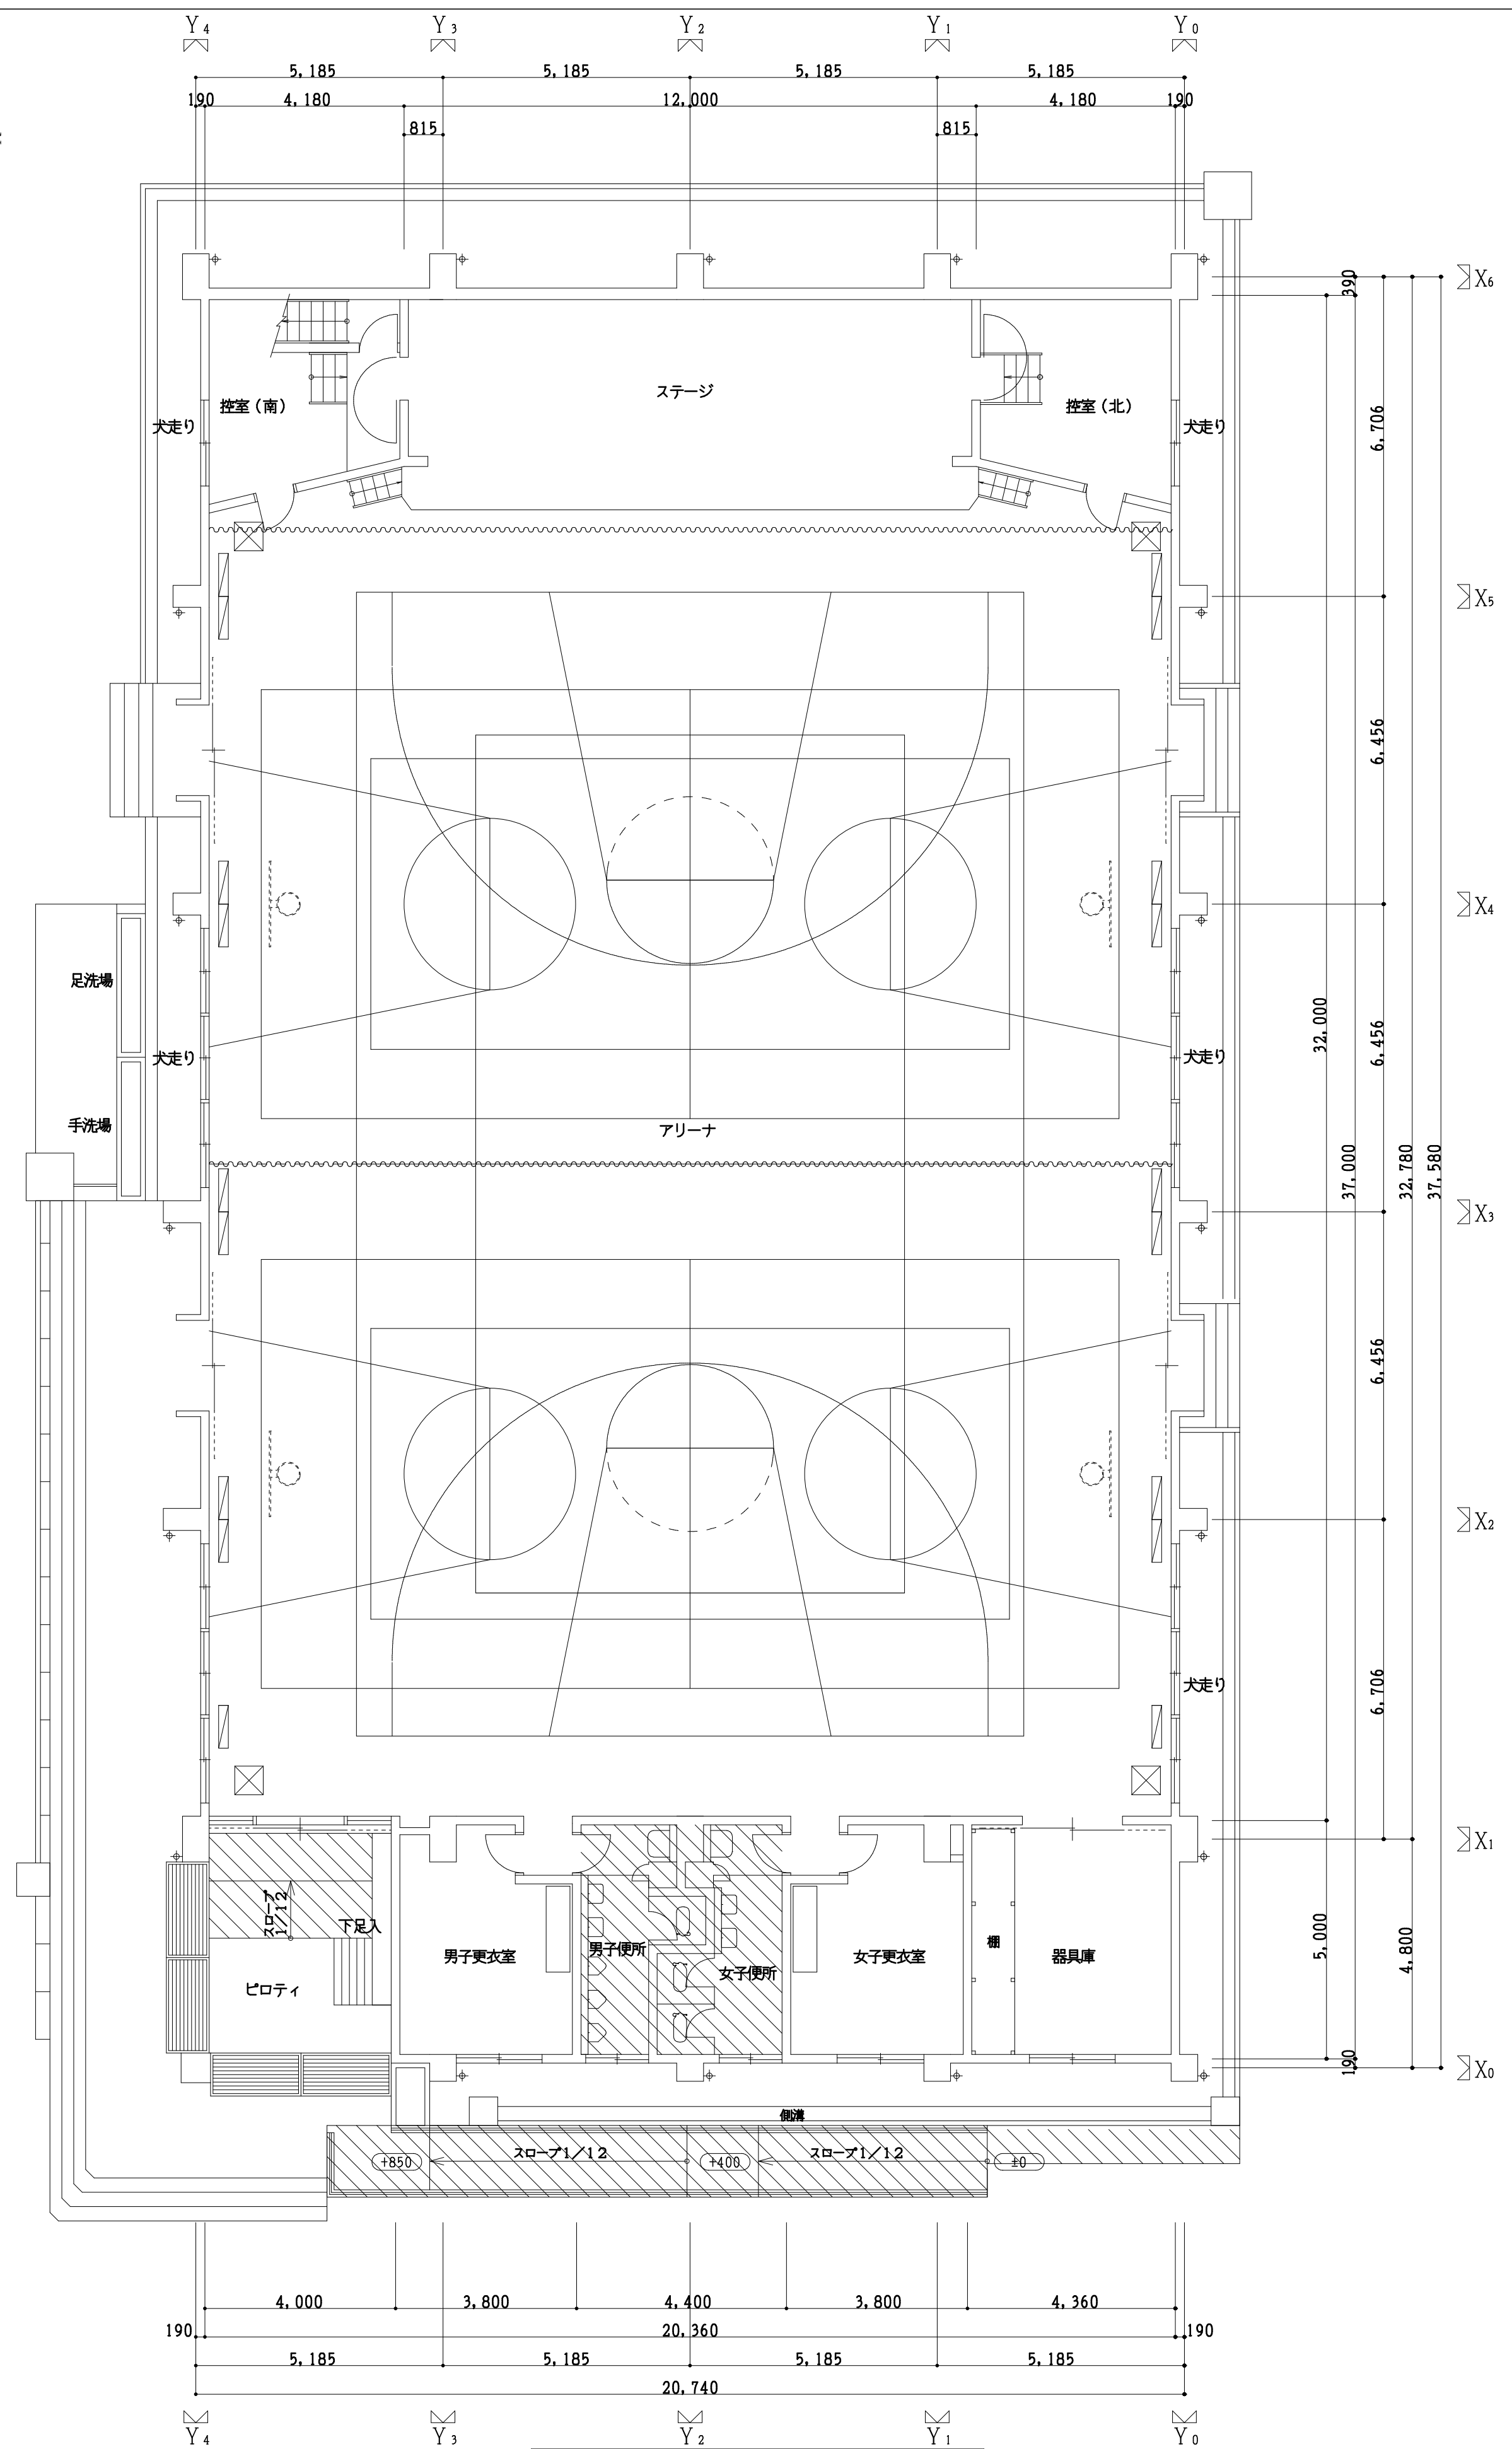 Y4 Y3 Y2 Y1 Y0
5,185 5,185 5,185 5,185
190 4,180 12,000 4,180 190
815 815
X6
390
ステージ
控室(南) 控室(北)
犬走り 犬走り
6,706
X5
6,456
X4
足洗場
32,000
6,456
犬走り 犬走り
手洗場
アリーナ
37,000
32,780
37,580
X3
6,456
X2
犬走り
6,706
X1
スロープ
1/12
下足入
男子更衣室
男子便所
女子便所
女子更衣室
棚
器具庫
ピロティ
5,000
4,800
190
X0
側溝
+850 スロープ1/12 +400 スロープ1/12 ±0
4,000 3,800 4,400 3,800 4,360
190 20,360 190
5,185 5,185 5,185 5,185
20,740
Y4 Y3 Y2 Y1 Y0